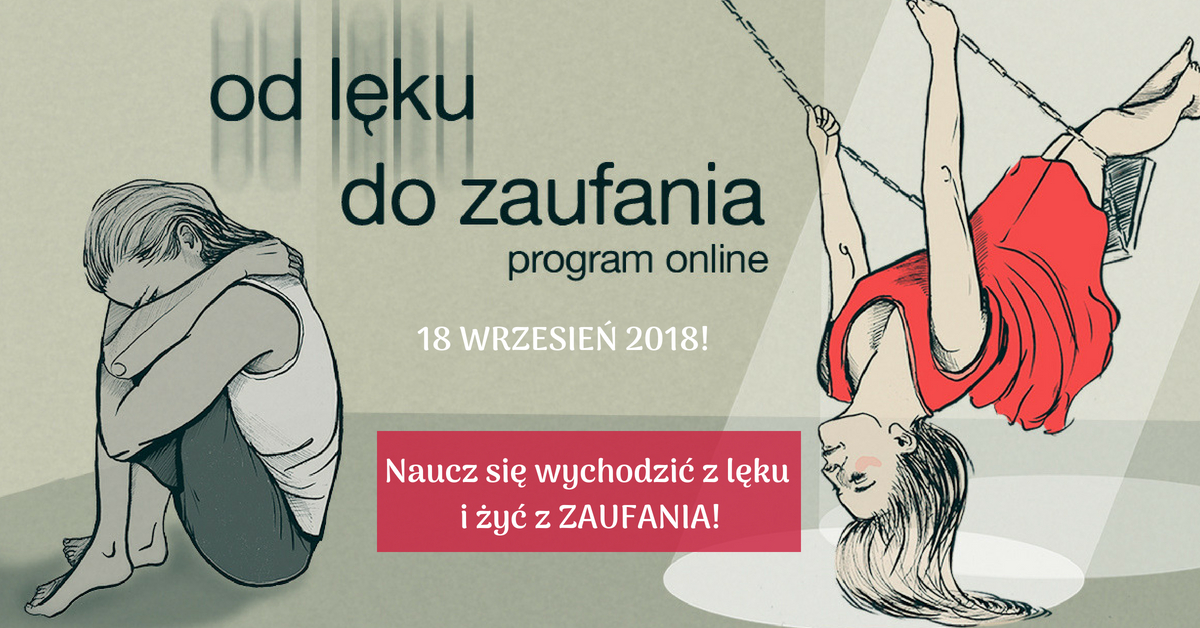 od lęku
do zaufania
program online
18 WRZESIEŃ 2018!
Naucz się wychodzić z lęku
i żyć z ZAUFANIA!